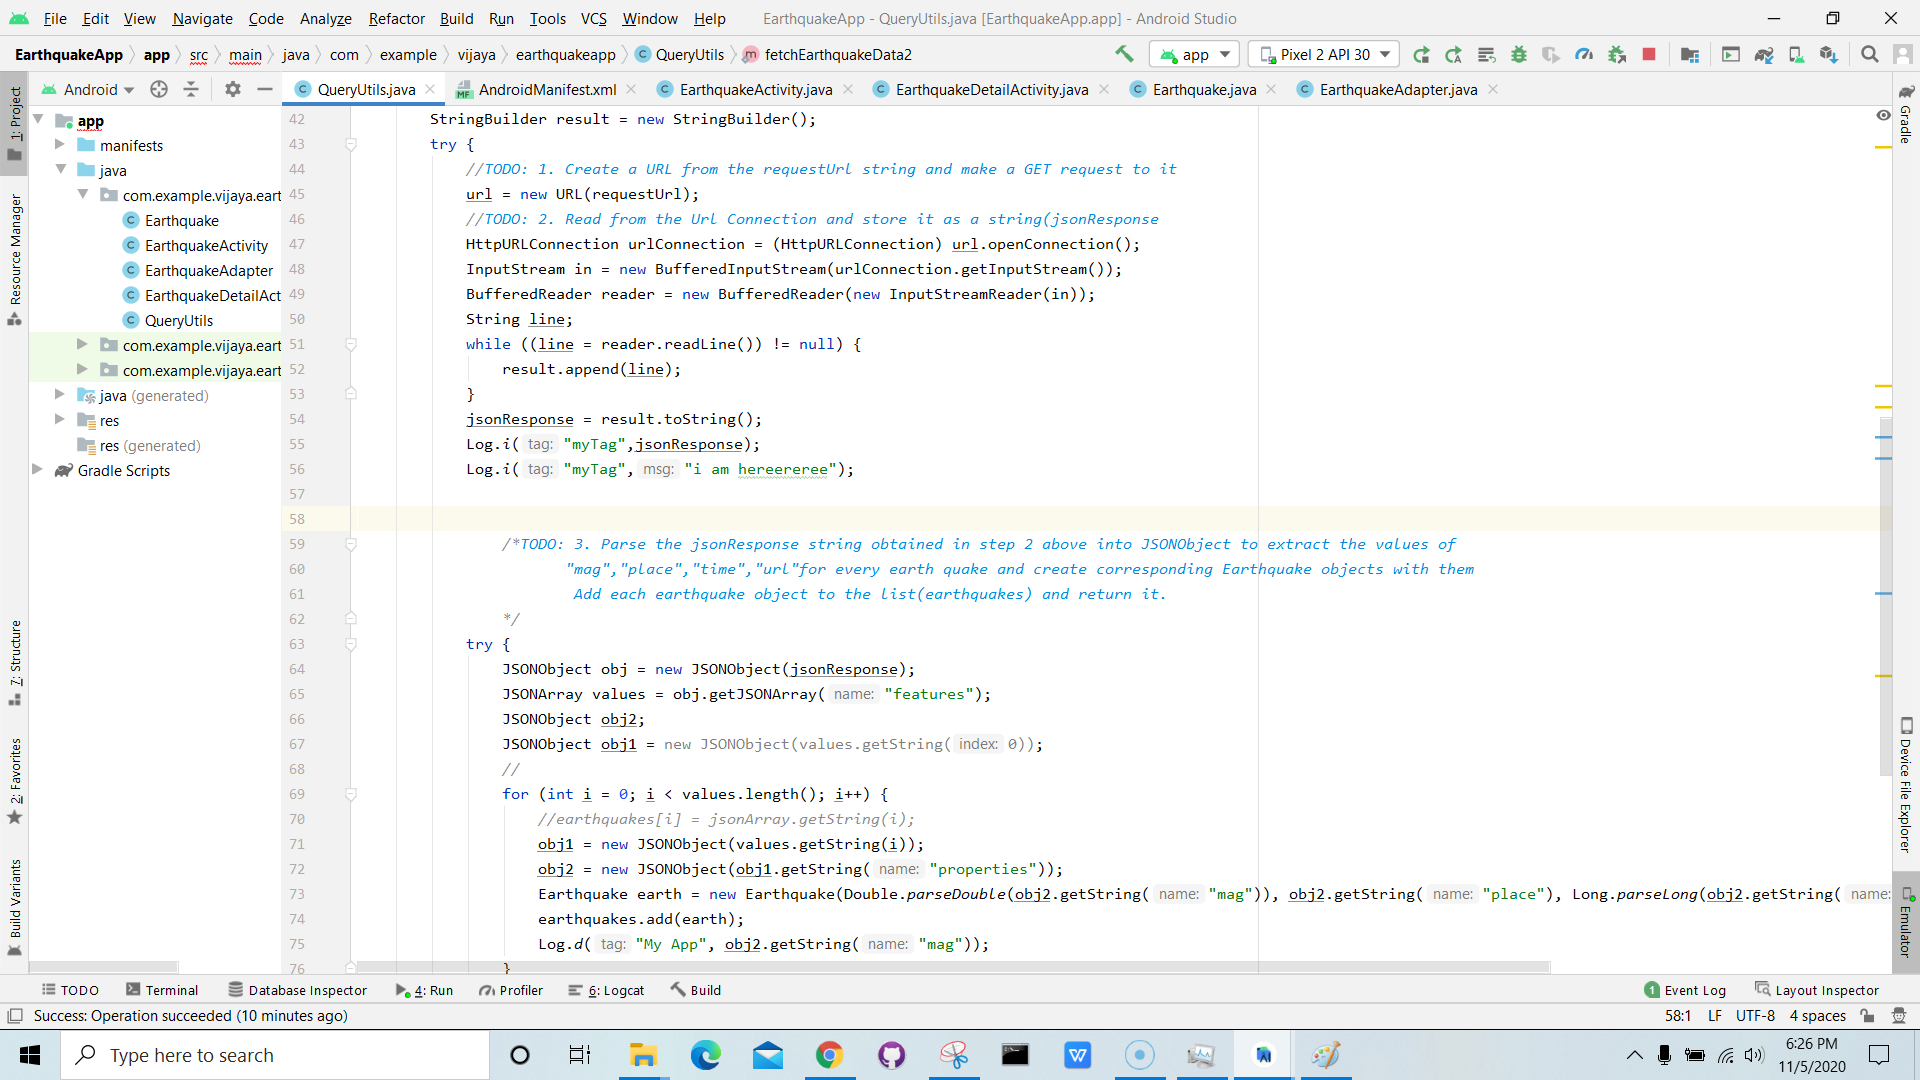 File Edit View Navigate Code Analyze Refactor Build Run Tools VCS Window Help EarthquakeApp - QueryUtils.java [EarthquakeApp.app] - Android Studio
EarthquakeApp app src main java com example vijaya earthquakeapp QueryUtils fetchEarthquakeData2 app Pixel 2 API 30
Android QueryUtils.java AndroidManifest.xml EarthquakeActivity.java EarthquakeDetailActivity.java Earthquake.java EarthquakeAdapter.java
1: Project
Resource Manager
7: Structure
2: Favorites
Build Variants
app
manifests
java
com.example.vijaya.eart
Earthquake
EarthquakeActivity
EarthquakeAdapter
EarthquakeDetailAct
QueryUtils
com.example.vijaya.eart
com.example.vijaya.eart
java (generated)
res
res (generated)
Gradle Scripts
42 StringBuilder result = new StringBuilder();
43 try {
44 //TODO: 1. Create a URL from the requestUrl string and make a GET request to it
45 url = new URL(requestUrl);
46 //TODO: 2. Read from the Url Connection and store it as a string(jsonResponse
47 HttpURLConnection urlConnection = (HttpURLConnection) url.openConnection();
48 InputStream in = new BufferedInputStream(urlConnection.getInputStream());
49 BufferedReader reader = new BufferedReader(new InputStreamReader(in));
50 String line;
51 while ((line = reader.readLine()) != null) {
52 result.append(line);
53 }
54 jsonResponse = result.toString();
55 Log.i( tag: "myTag",jsonResponse);
56 Log.i( tag: "myTag", msg: "i am hereereree");
57
58
59 /*TODO: 3. Parse the jsonResponse string obtained in step 2 above into JSONObject to extract the values of
60 "mag","place","time","url"for every earth quake and create corresponding Earthquake objects with them
61 Add each earthquake object to the list(earthquakes) and return it.
62 */
63 try {
64 JSONObject obj = new JSONObject(jsonResponse);
65 JSONArray values = obj.getJSONArray( name: "features");
66 JSONObject obj2;
67 JSONObject obj1 = new JSONObject(values.getString( index: 0));
68 //
69 for (int i = 0; i < values.length(); i++) {
70 //earthquakes[i] = jsonArray.getString(i);
71 obj1 = new JSONObject(values.getString(i));
72 obj2 = new JSONObject(obj1.getString( name: "properties"));
73 Earthquake earth = new Earthquake(Double.parseDouble(obj2.getString( name: "mag")), obj2.getString( name: "place"), Long.parseLong(obj2.getString( name:
74 earthquakes.add(earth);
75 Log.d( tag: "My App", obj2.getString( name: "mag"));
76 }
Gradle
Device File Explorer
Emulator
TODO Terminal Database Inspector 4: Run Profiler 6: Logcat Build 1 Event Log Layout Inspector
Success: Operation succeeded (10 minutes ago) 58:1 LF UTF-8 4 spaces
Type here to search
6:26 PM
11/5/2020